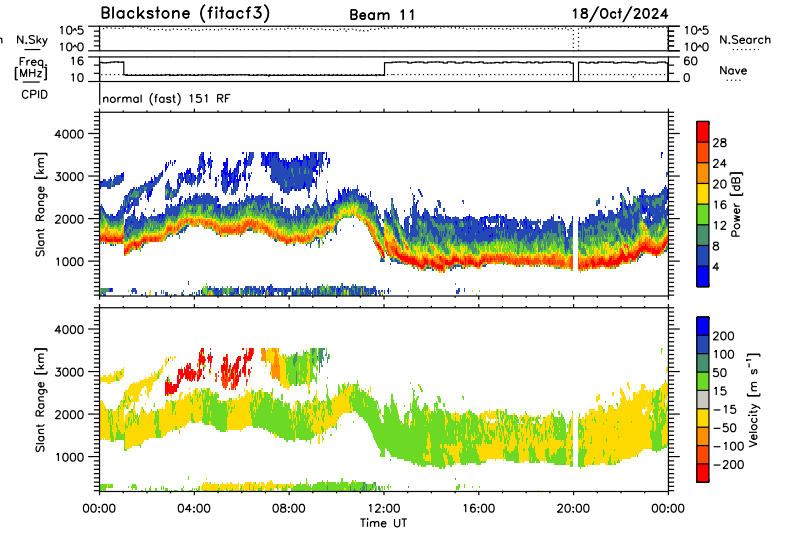 Blackstone (fitacf3) Beam 11 18/Oct/2024
N.Sky 10^5 10^5 N.Search
10^0 10^0
Freq. [MHz] 16 60 Nave
10 0
CPID normal (fast) 151 RF
4000
3000
2000
1000
Slant Range [km]
28
24
20
16
12
8
4
Power [dB]
4000
3000
2000
1000
Slant Range [km]
200
100
50
15
-15
-50
-100
-200
Velocity [m s⁻¹]
00:00 04:00 08:00 12:00 16:00 20:00 00:00
Time UT